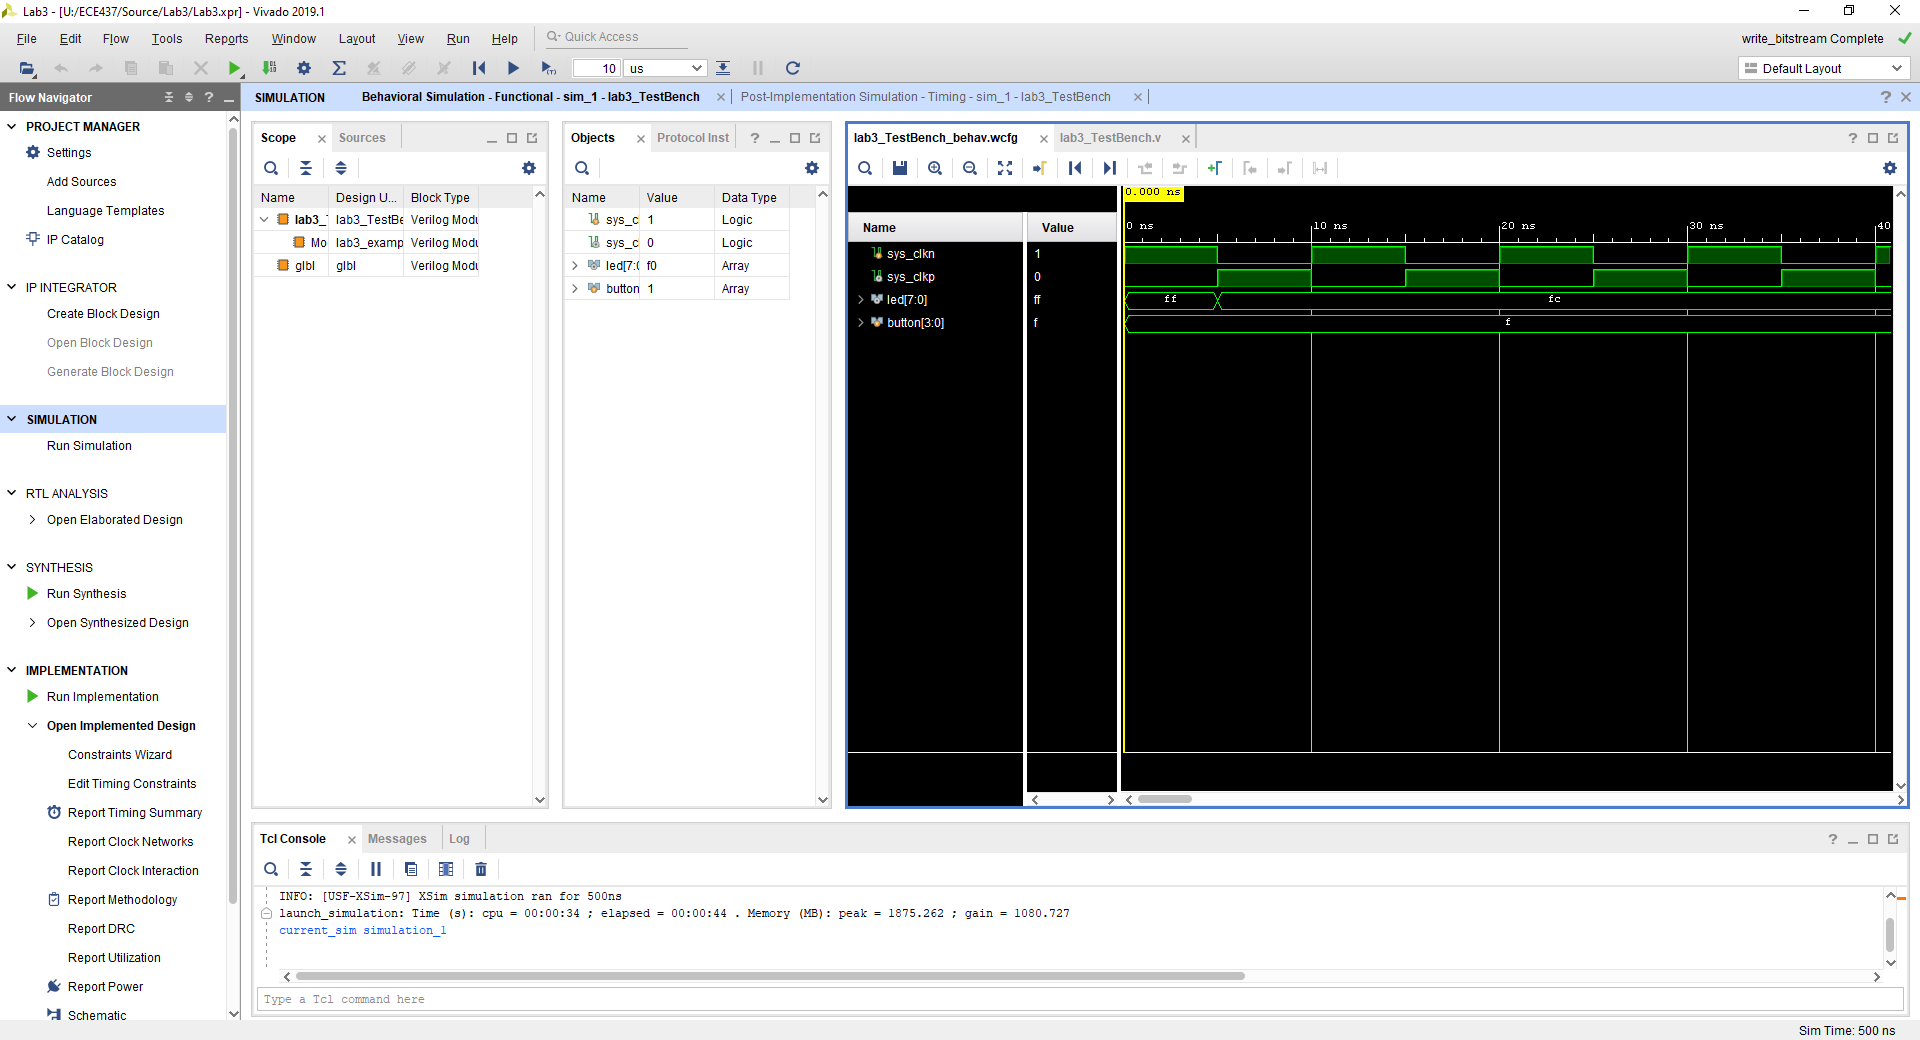 Lab3 - [U:/ECE437/Source/Lab3/Lab3.xpr] - Vivado 2019.1
File Edit Flow Tools Reports Window Layout View Run Help Quick Access
write_bitstream Complete
10 us
Default Layout
Flow Navigator
PROJECT MANAGER
Settings
Add Sources
Language Templates
IP Catalog
IP INTEGRATOR
Create Block Design
Open Block Design
Generate Block Design
SIMULATION
Run Simulation
RTL ANALYSIS
Open Elaborated Design
SYNTHESIS
Run Synthesis
Open Synthesized Design
IMPLEMENTATION
Run Implementation
Open Implemented Design
Constraints Wizard
Edit Timing Constraints
Report Timing Summary
Report Clock Networks
Report Clock Interaction
Report Methodology
Report DRC
Report Utilization
Report Power
Schematic
SIMULATION
Behavioral Simulation - Functional - sim_1 - lab3_TestBench
Post-Implementation Simulation - Timing - sim_1 - lab3_TestBench
Scope Sources
Name Design U... Block Type
lab3_T lab3_TestBe Verilog Modu
Mo lab3_examp Verilog Modu
glbl glbl Verilog Modu
Objects Protocol Inst
Name Value Data Type
sys_cl 1 Logic
sys_cl 0 Logic
led[7:0 f0 Array
button 1 Array
lab3_TestBench_behav.wcfg lab3_TestBench.v
0.000 ns
Name Value
0 ns 10 ns 20 ns 30 ns 40
sys_clkn 1
sys_clkp 0
led[7:0] ff ff fc
button[3:0] f f
Tcl Console Messages Log
INFO: [USF-XSim-97] XSim simulation ran for 500ns
launch_simulation: Time (s): cpu = 00:00:34 ; elapsed = 00:00:44 . Memory (MB): peak = 1875.262 ; gain = 1080.727
current_sim simulation_1
Type a Tcl command here
Sim Time: 500 ns